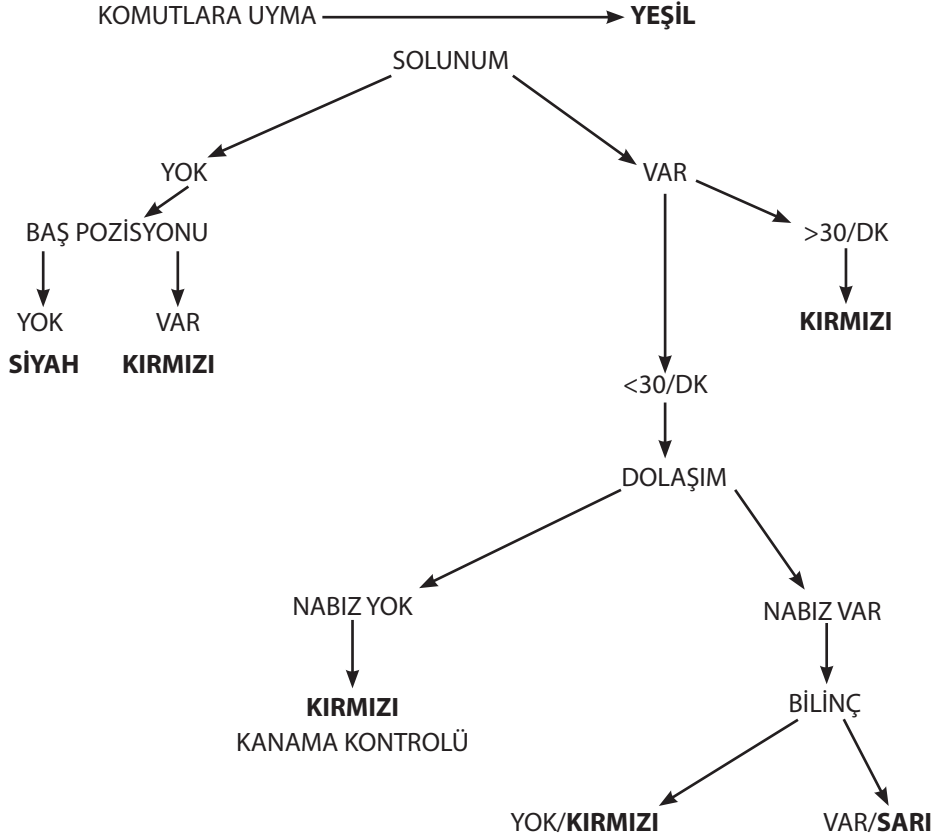 KOMUTLARA UYMA YEŞİL
SOLUNUM
YOK VAR
BAŞ POZİSYONU >30/DK
YOK VAR KIRMIZI
SİYAH KIRMIZI
<30/DK
DOLAŞIM
NABIZ YOK NABIZ VAR
KIRMIZI BİLİNÇ
KANAMA KONTROLÜ
YOK/KIRMIZI VAR/SARI